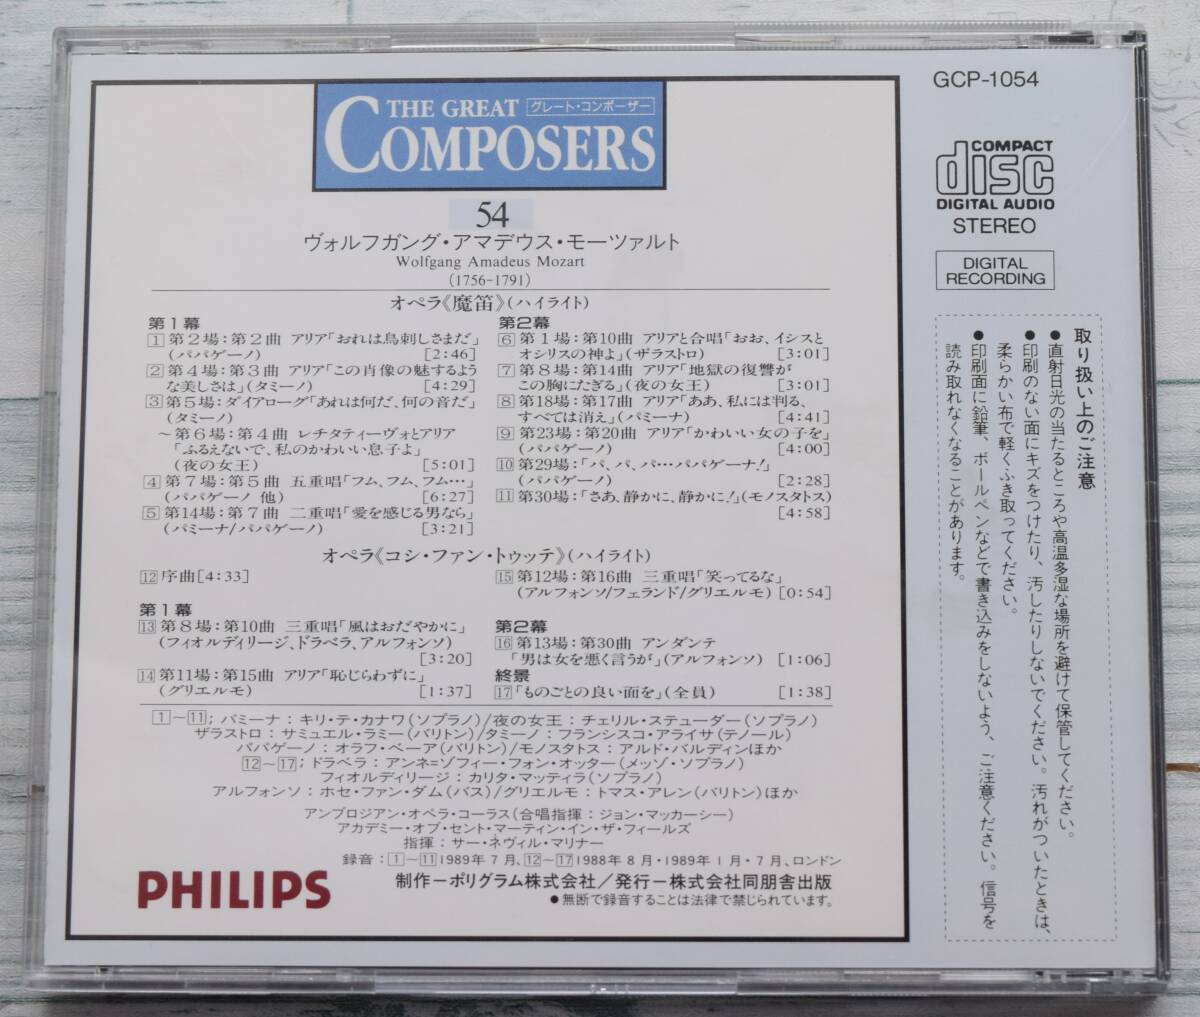 THE GREAT グレート・コンポーザー
COMPOSERS
54
ヴォルフガング・アマデウス・モーツァルト
Wolfgang Amadeus Mozart
(1756-1791)
オペラ《魔笛》(ハイライト)
第1幕
1 第2場:第2曲 アリア「おれは鳥刺しさまだ」
(パパゲーノ) [2:46]
2 第4場:第3曲 アリア「この肖像の魅するよう
な美しさは」(タミーノ) [4:29]
3 第5場:ダイアローグ「あれは何だ、何の音だ」
(タミーノ)
~第6場:第4曲 レチタティーヴォとアリア
「ふるえないで、私のかわいい息子よ」
(夜の女王) [5:01]
4 第7場:第5曲 五重唱「フム、フム、フム…」
(パパゲーノ 他) [6:27]
5 第14場:第7曲 二重唱「愛を感じる男なら」
(パミーナ/パパゲーノ) [3:21]
第2幕
6 第1場:第10曲 アリアと合唱「おお、イシスと
オシリスの神よ」(ザラストロ) [3:01]
7 第8場:第14曲 アリア「地獄の復讐が
この胸にたぎる」(夜の女王) [3:01]
8 第18場:第17曲 アリア「ああ、私には判る、
すべては消え」(パミーナ) [4:41]
9 第23場:第20曲 アリア「かわいい女の子を」
(パパゲーノ) [4:00]
10 第29場:「パ、パ、パ…パパゲーナ!」
(パパゲーノ) [2:28]
11 第30場:「さあ、静かに、静かに!」(モノスタトス)
[4:58]
オペラ《コシ・ファン・トゥッテ》(ハイライト)
12 序曲[4:33]
第1幕
13 第8場:第10曲 三重唱「風はおだやかに」
(フィオルディリージ、ドラベラ、アルフォンソ)
[3:20]
14 第11場:第15曲 アリア「恥じらわずに」
(グリエルモ) [1:37]
15 第12場:第16曲 三重唱「笑ってるな」
(アルフォンソ/フェランド/グリエルモ) [0:54]
第2幕
16 第13場:第30曲 アンダンテ
「男は女を悪く言うが」(アルフォンソ) [1:06]
終景
17 「ものごとの良い面を」(全員) [1:38]
1~11;パミーナ:キリ・テ・カナワ(ソプラノ)/夜の女王:チェリル・ステューダー(ソプラノ)
ザラストロ:サミュエル・ラミー(バリトン)/タミーノ:フランシスコ・アライサ(テノール)
パパゲーノ:オラフ・ベーア(バリトン)/モノスタトス:アルド・バルディンほか
12~17;ドラベラ:アンネ=ゾフィー・フォン・オッター(メッゾ・ソプラノ)
フィオルディリージ:カリタ・マッティラ(ソプラノ)
アルフォンソ:ホセ・ファン・ダム(バス)/グリエルモ:トマス・アレン(バリトン)ほか
アンブロジアン・オペラ・コーラス(合唱指揮:ジョン・マッカーシー)
アカデミー・オブ・セント・マーティン・イン・ザ・フィールズ
指揮:サー・ネヴィル・マリナー
録音:1~11 1989年7月、12~17 1988年8月・1989年1月・7月、ロンドン
PHILIPS
制作ーポリグラム株式会社/発行ー株式会社同朋舎出版
●無断で録音することは法律で禁じられています。
GCP-1054
COMPACT
disc
DIGITAL AUDIO
STEREO
DIGITAL
RECORDING
取り扱い上のご注意
●直射日光の当たるところや高温多湿な場所を避けて保管してください。
●印刷のない面にキズをつけたり、汚したりしないでください。汚れがついたときは、
柔らかい布で軽くふき取ってください。
●印刷面に鉛筆、ボールペンなどで書き込みをしないよう、ご注意ください。信号を
読み取れなくなることがあります。